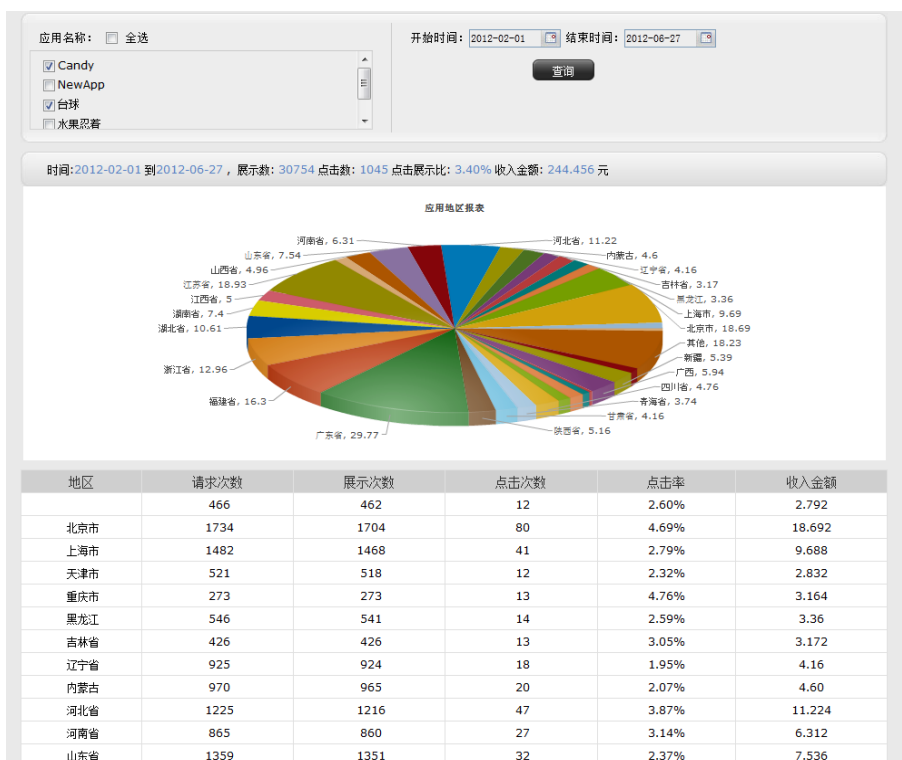 应用名称： 全选
开始时间：2012-02-01 结束时间：2012-06-27
Candy
NewApp
台球
水果忍着
查询
时间:2012-02-01 到2012-06-27 , 展示数: 30754 点击数: 1045 点击展示比: 3.40% 收入金额: 244.456 元
应用地区报表
河南省, 6.31
山东省, 7.54
山西省, 4.96
江苏省, 18.93
江西省, 5
湖南省, 7.4
湖北省, 10.61
浙江省, 12.96
福建省, 16.3
广东省, 29.77
河北省, 11.22
内蒙古, 4.6
辽宁省, 4.16
吉林省, 3.17
黑龙江, 3.36
上海市, 9.69
北京市, 18.69
其他, 18.23
新疆, 5.39
广西, 5.94
四川省, 4.76
青海省, 3.74
甘肃省, 4.16
陕西省, 5.16
地区 请求次数 展示次数 点击次数 点击率 收入金额
466 462 12 2.60% 2.792
北京市 1734 1704 80 4.69% 18.692
上海市 1482 1468 41 2.79% 9.688
天津市 521 518 12 2.32% 2.832
重庆市 273 273 13 4.76% 3.164
黑龙江 546 541 14 2.59% 3.36
吉林省 426 426 13 3.05% 3.172
辽宁省 925 924 18 1.95% 4.16
内蒙古 970 965 20 2.07% 4.60
河北省 1225 1216 47 3.87% 11.224
河南省 865 860 27 3.14% 6.312
山东省 1359 1351 32 2.37% 7.536